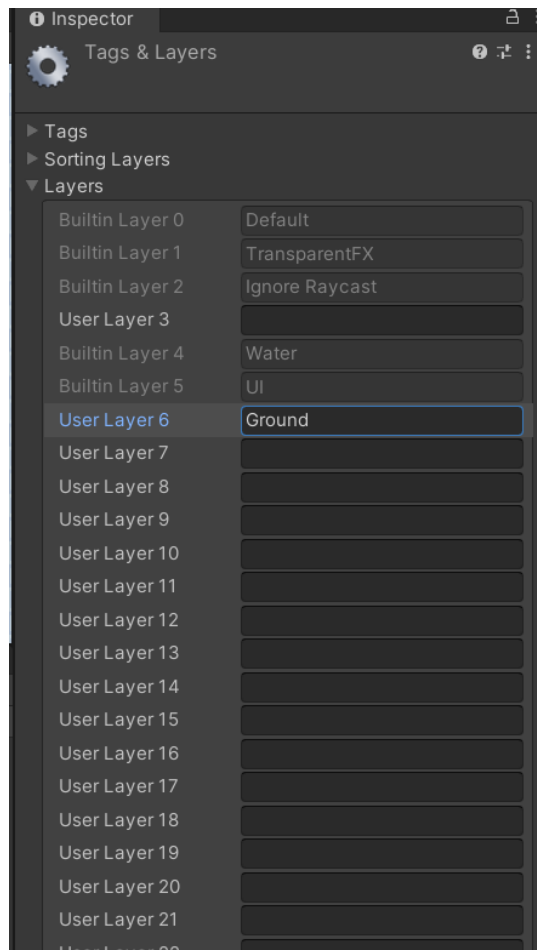 Inspector
Tags & Layers
Tags
Sorting Layers
Layers
Builtin Layer 0 Default
Builtin Layer 1 TransparentFX
Builtin Layer 2 Ignore Raycast
User Layer 3
Builtin Layer 4 Water
Builtin Layer 5 UI
User Layer 6 Ground
User Layer 7
User Layer 8
User Layer 9
User Layer 10
User Layer 11
User Layer 12
User Layer 13
User Layer 14
User Layer 15
User Layer 16
User Layer 17
User Layer 18
User Layer 19
User Layer 20
User Layer 21